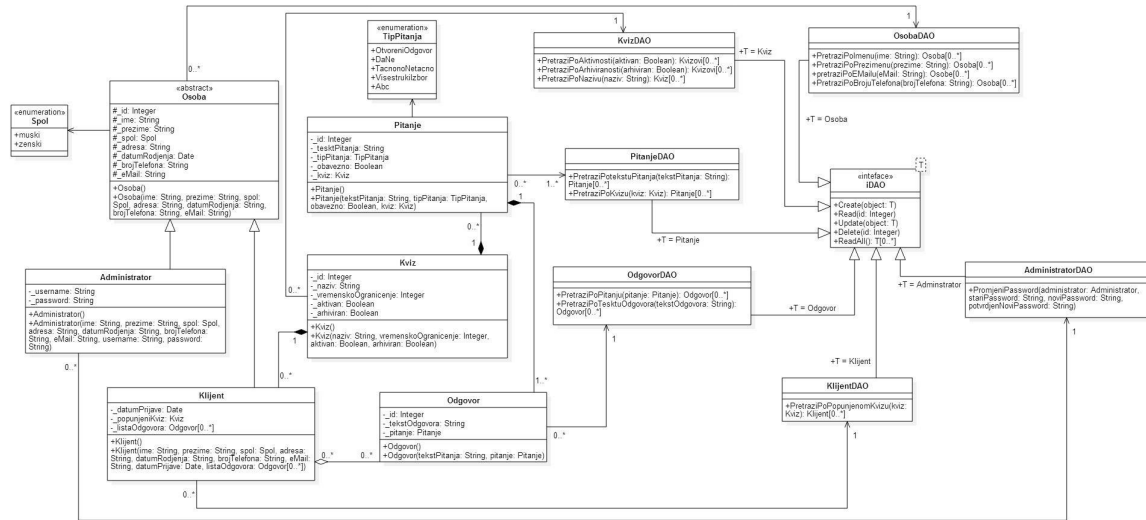 «enumeration»
TipPitanja
+OtvoreniOdgovor
+DaNe
+TacnonoNetacno
+VisestrukiIzbor
+Abc
KvizDAO
+PretraziPoAktivnosti(aktivan: Boolean): Kvizovi[0..*]
+PretraziPoArhiviranosti(arhiviran: Boolean): Kvizovi[0..*]
+PretraziPoNazivu(naziv: String): Kviz[0..*]
1
+T = Kviz
OsobaDAO
+PretraziPoImenu(ime: String): Osoba[0..*]
+PretraziPoPrezimenu(prezime: String): Osoba[0..*]
+pretraziPoEMailu(eMail: String): Osobe[0..*]
+PretraziPoBrojuTelefona(brojTelefona: String): Osoba[0..*]
1
+T = Osoba
«enumeration»
Spol
+muski
+zenski
0..*
«abstract»
Osoba
#_id: Integer
#_ime: String
#_prezime: String
#_spol: Spol
#_adresa: String
#_datumRodjenja: Date
#_brojTelefona: String
#_eMail: String
+Osoba()
+Osoba(ime: String, prezime: String, spol:
Spol, adresa: String, datumRodjenja: String,
brojTelefona: String, eMail: String)
Pitanje
-_id: Integer
-_tesktPitanja: String
-_tipPitanja: TipPitanja
-_obavezno: Boolean
-_kviz: Kviz
+Pitanje()
+Pitanje(tekstPitanja: String, tipPitanja: TipPitanja,
obavezno: Boolean, kviz: Kviz)
0..*
1..*
1
0..*
1
PitanjeDAO
+PretraziPotekstuPitanja(tekstPitanja: String):
Pitanje[0..*]
+PretraziPoKvizu(kviz: Kviz): Pitanje[0..*]
+T = Pitanje
T
«inteface»
iDAO
+Create(object: T)
+Read(id: Integer)
+Update(object: T)
+Delete(id: Integer)
+ReadAll(): T[0..*]
Administrator
-_username: String
-_password: String
+Administrator()
+Administrator(ime: String, prezime: String, spol: Spol,
adresa: String, datumRodjenja: String, brojTelefona:
String, eMail: String, username: String, password:
String)
0..*
0..*
Kviz
-_id: Integer
-_naziv: String
-_vremenskoOgranicenje: Integer
-_aktivan: Boolean
-_arhiviran: Boolean
+Kviz()
+Kviz(naziv: String, vremenskoOgranicenje: Integer,
aktivan: Boolean, arhiviran: Boolean)
1
0..*
OdgovorDAO
+PretraziPoPitanju(pitanje: Pitanje): Odgovor[0..*]
+PretraziPoTesktuOdgovora(tekstOdgovora: String):
Odgovor[0..*]
1
+T = Odgovor
+T = Adminstrator
AdministratorDAO
+PromjeniPassword(administrator: Administrator,
stariPassword: String, noviPassword: String,
potvrdjenNoviPassword: String)
1
+T = Klijent
Klijent
-_datumPrijave: Date
-_popunjeniKviz: Kviz
-_listaOdgovora: Odgovor[0..*]
+Klijent()
+Klijent(ime: String, prezime: String, spol: Spol, adresa:
String, datumRodjenja: String, brojTelefona: String, eMail:
String, datumPrijave: Date, listaOdgovora: Odgovor[0..*])
0..*
0..*
0..*
1..*
Odgovor
-_id: Integer
-_tekstOdgovora: String
-_pitanje: Pitanje
+Odgovor()
+Odgovor(tekstPitanja: String, pitanje: Pitanje)
0..*
KlijentDAO
+PretraziPoPopunjenomKvizu(kviz:
Kviz): Klijent[0..*]
1